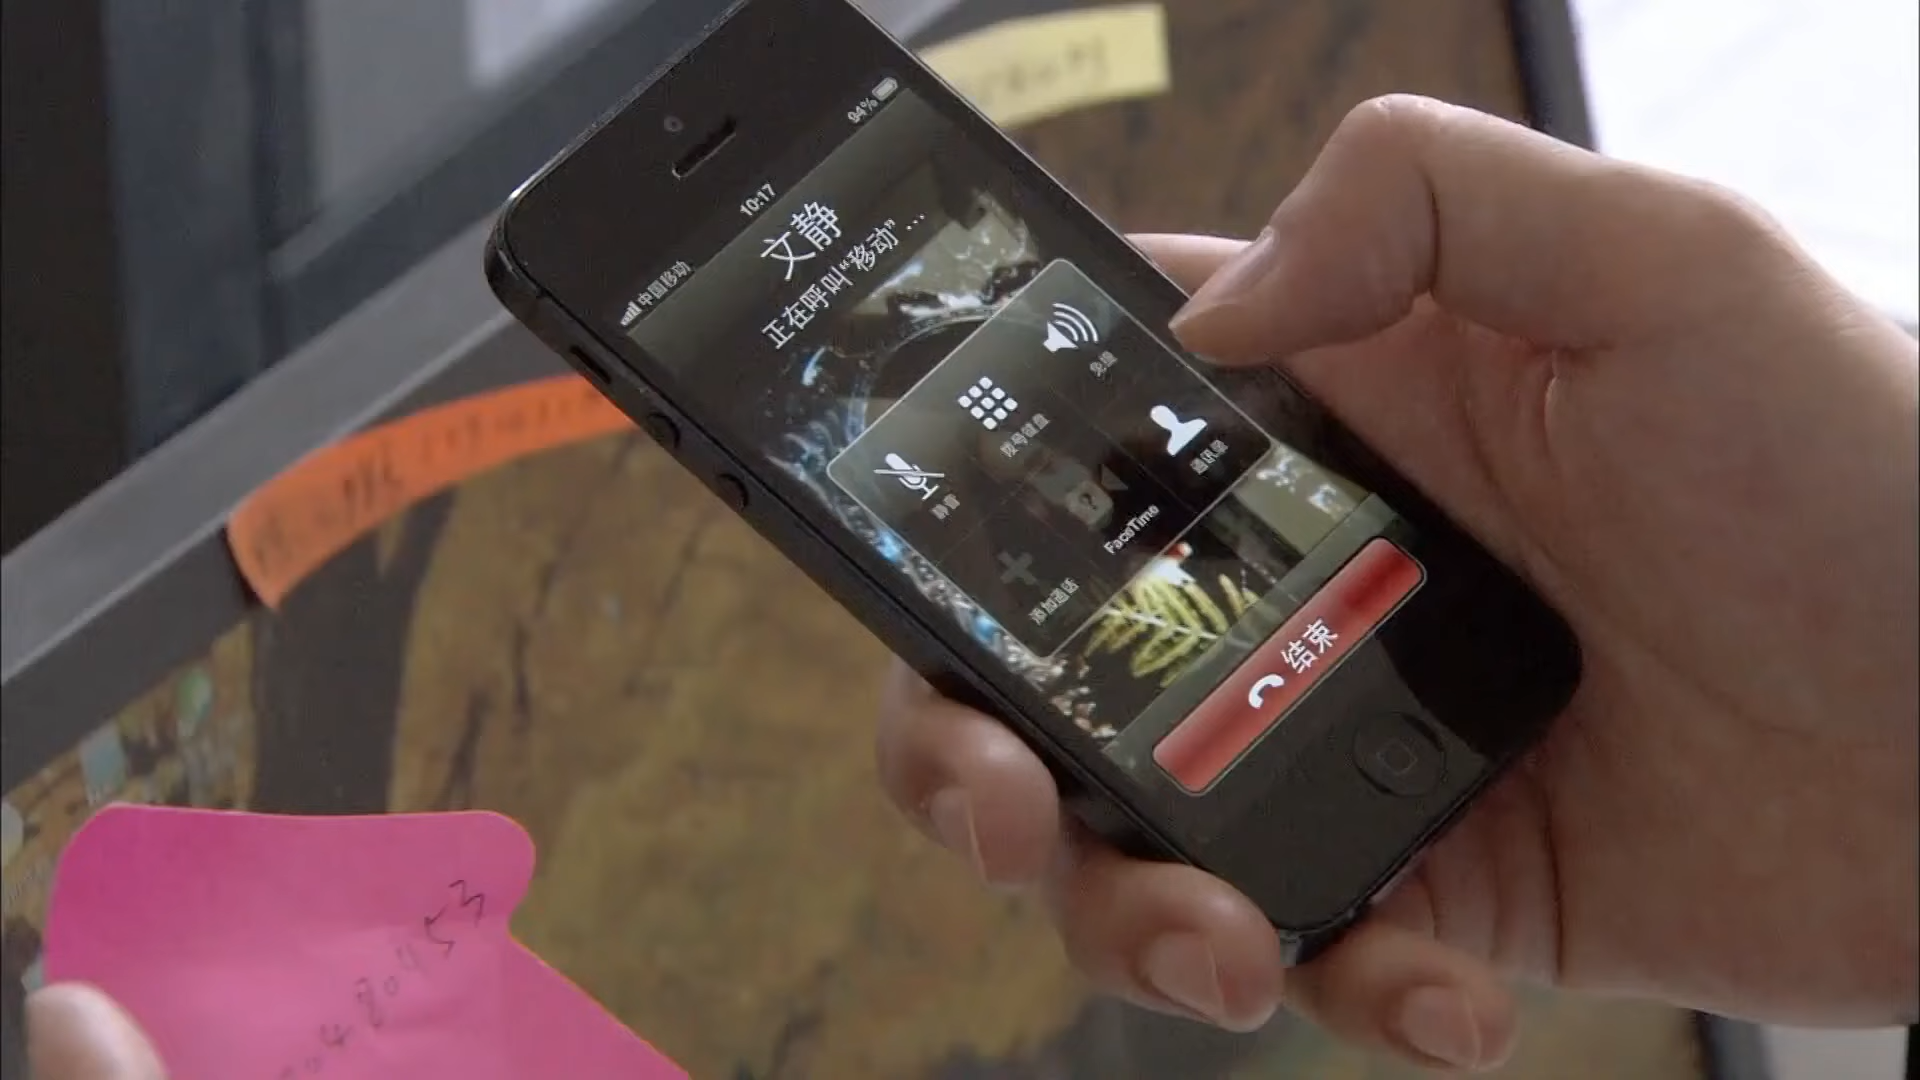 中国移动 10:17 94%
文静
正在呼叫“移动”...
静音 拨号键盘 免提
添加通话 FaceTime 通讯录
结束
480453